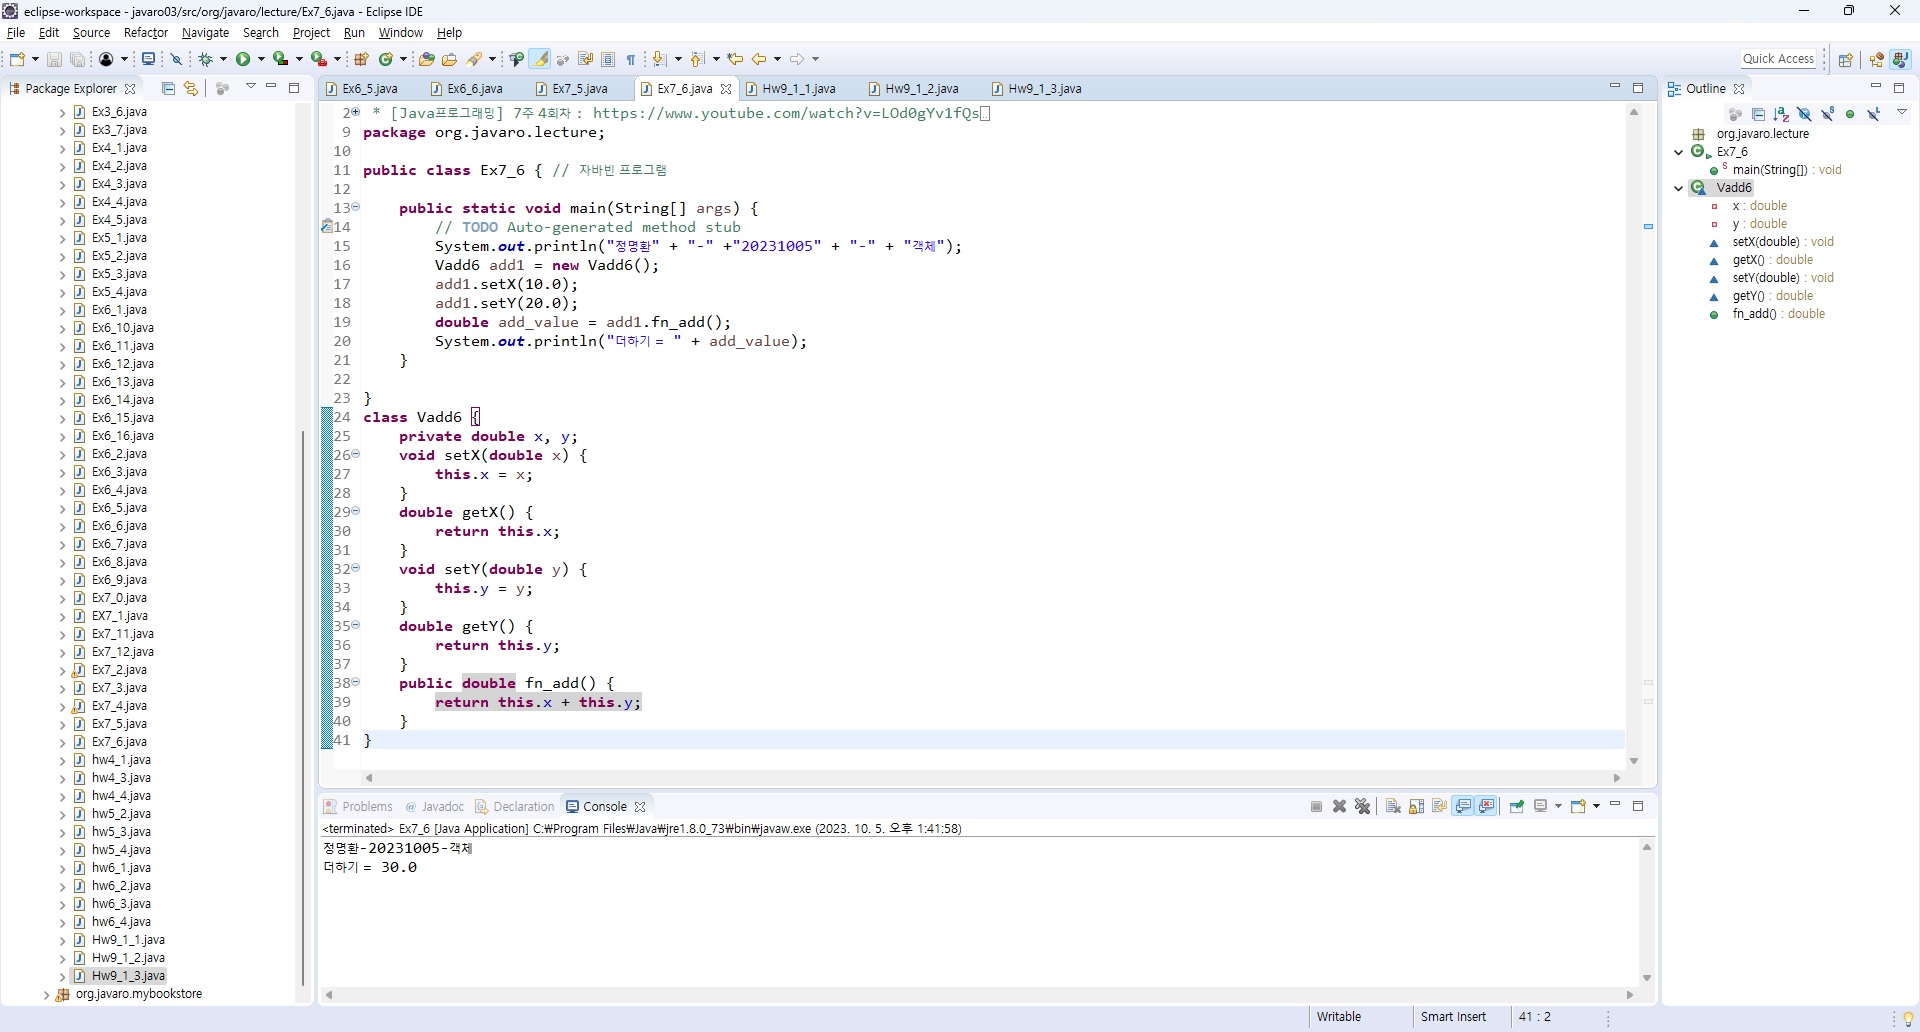 eclipse-workspace - javaro03/src/org/javaro/lecture/Ex7_6.java - Eclipse IDE
File Edit Source Refactor Navigate Search Project Run Window Help
Quick Access
Package Explorer
Ex3_6.java
Ex3_7.java
Ex4_1.java
Ex4_2.java
Ex4_3.java
Ex4_4.java
Ex4_5.java
Ex5_1.java
Ex5_2.java
Ex5_3.java
Ex5_4.java
Ex6_1.java
Ex6_10.java
Ex6_11.java
Ex6_12.java
Ex6_13.java
Ex6_14.java
Ex6_15.java
Ex6_16.java
Ex6_2.java
Ex6_3.java
Ex6_4.java
Ex6_5.java
Ex6_6.java
Ex6_7.java
Ex6_8.java
Ex6_9.java
Ex7_0.java
EX7_1.java
Ex7_11.java
Ex7_12.java
Ex7_2.java
Ex7_3.java
Ex7_4.java
Ex7_5.java
Ex7_6.java
hw4_1.java
hw4_3.java
hw4_4.java
hw5_2.java
hw5_3.java
hw5_4.java
hw6_1.java
hw6_2.java
hw6_3.java
hw6_4.java
Hw9_1_1.java
Hw9_1_2.java
Hw9_1_3.java
org.javaro.mybookstore
Ex6_5.java Ex6_6.java Ex7_5.java Ex7_6.java Hw9_1_1.java Hw9_1_2.java Hw9_1_3.java
2 * [Java프로그래밍] 7주 4회차 : https://www.youtube.com/watch?v=LOd0gYv1fQs
9 package org.javaro.lecture;
10
11 public class Ex7_6 { // 자바빈 프로그램
12
13 public static void main(String[] args) {
14 // TODO Auto-generated method stub
15 System.out.println("정명환" + "-" +"20231005" + "-" + "객체");
16 Vadd6 add1 = new Vadd6();
17 add1.setX(10.0);
18 add1.setY(20.0);
19 double add_value = add1.fn_add();
20 System.out.println("더하기 = " + add_value);
21 }
22
23 }
24 class Vadd6 {
25 private double x, y;
26 void setX(double x) {
27 this.x = x;
28 }
29 double getX() {
30 return this.x;
31 }
32 void setY(double y) {
33 this.y = y;
34 }
35 double getY() {
36 return this.y;
37 }
38 public double fn_add() {
39 return this.x + this.y;
40 }
41 }
Problems Javadoc Declaration Console
<terminated> Ex7_6 [Java Application] C:₩Program Files₩Java₩jre1.8.0_73₩bin₩javaw.exe (2023. 10. 5. 오후 1:41:58)
정명환-20231005-객체
더하기 = 30.0
Outline
org.javaro.lecture
Ex7_6
main(String[]) : void
Vadd6
x : double
y : double
setX(double) : void
getX() : double
setY(double) : void
getY() : double
fn_add() : double
Writable Smart Insert 41 : 2